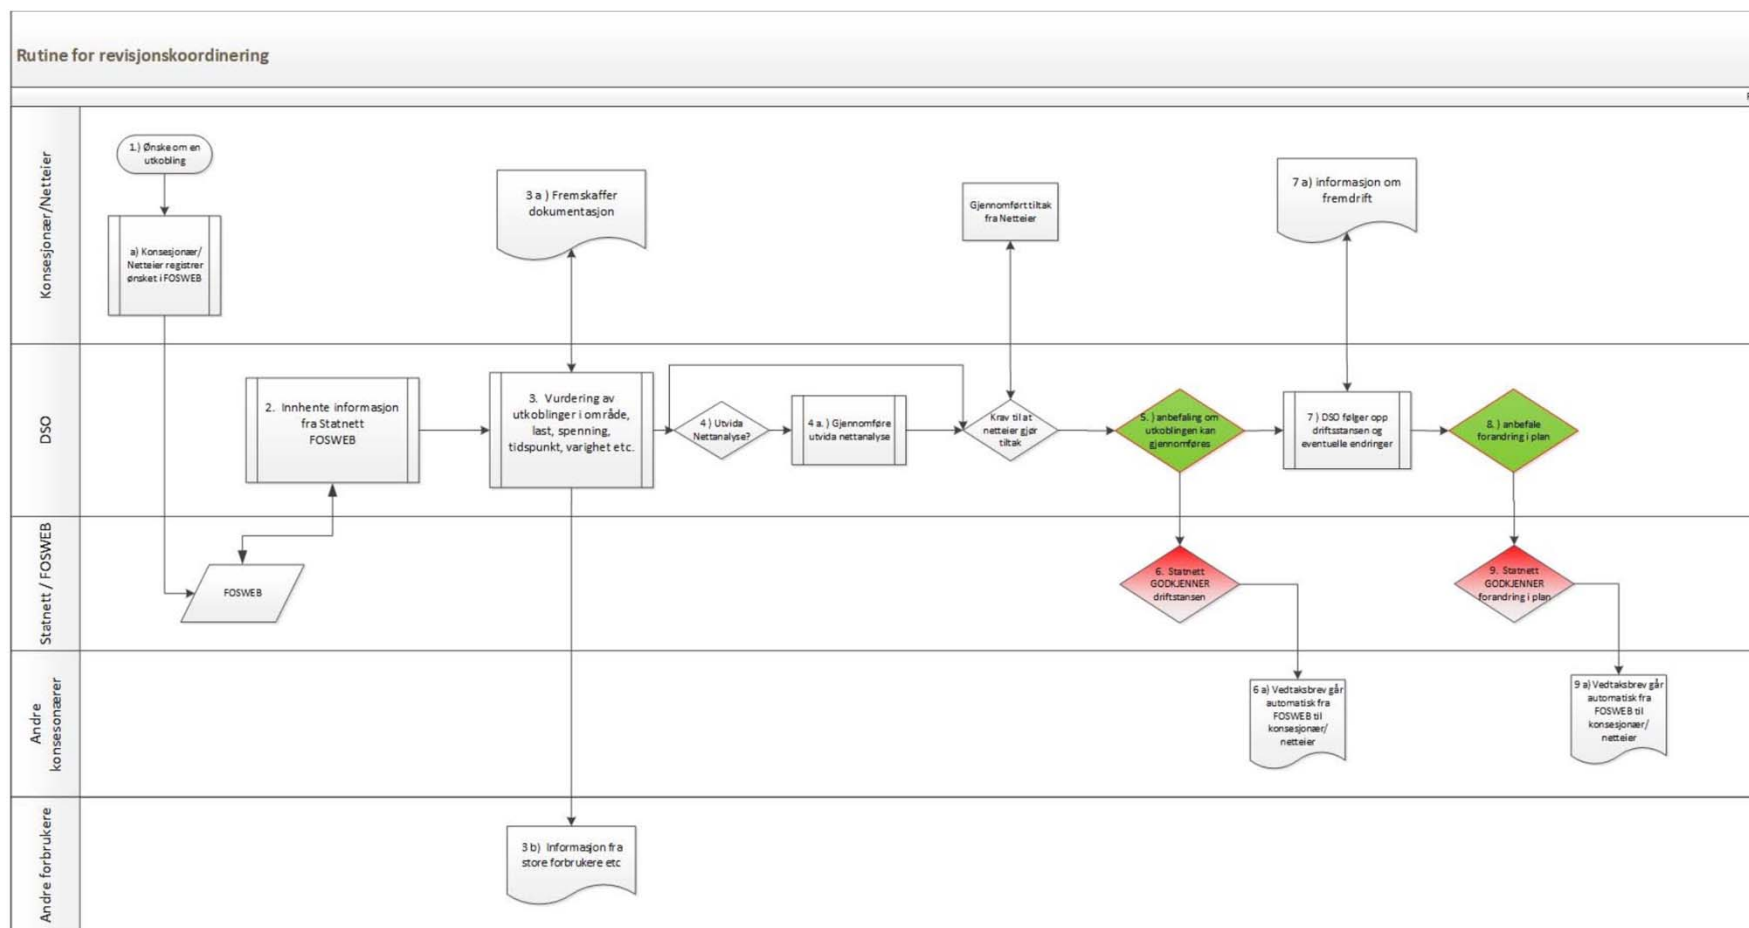 Rutine for revisjonskoordinering
Konsesjonær/Netteier
1.) Ønske om en
utkobling
a) Konsesjonær/
Netteier registrer
ønsket i FOSWEB
3 a ) Fremskaffer
dokumentasjon
Gjennomført tiltak
fra Netteier
7 a) informasjon om
fremdrift
DSO
2. Innhente informasjon
fra Statnett
FOSWEB
3. Vurdering av
utkoblinger i område,
last, spenning,
tidspunkt, varighet etc.
4 ) Utvida
Nettanalyse?
4 a. ) Gjennomføre
utvida nettanalyse
Krav til at
netteier gjør
tiltak
5. ) anbefaling om
utkoblingen kan
gjennomføres
7 ) DSO følger opp
driftsstansen og
eventuelle endringer
8. ) anbefale
forandring i plan
Statnett / FOSWEB
FOSWEB
6. Statnett
GODKJENNER
driftstansen
9. Statnett
GODKJENNER
forandring i plan
Andre
konsesonærer
6 a) Vedtaksbrev går
automatisk fra
FOSWEB til
konsesjonær/
netteier
9 a) Vedtaksbrev går
automatisk fra
FOSWEB til
konsesjonær/
netteier
Andre forbrukere
3 b) Informasjon fra
store forbrukere etc